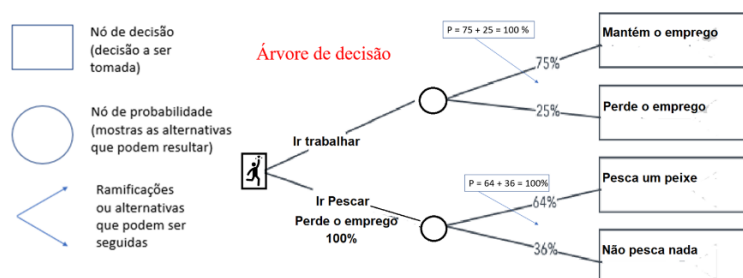 Nó de decisão
(decisão a ser
tomada)
Nó de probabilidade
(mostras as alternativas
que podem resultar)
Ramificações
ou alternativas
que podem ser
seguidas
Árvore de decisão
P = 75 + 25 = 100 %
Mantém o emprego
75%
25%
Perde o emprego
Ir trabalhar
Ir Pescar
Perde o emprego
100%
P = 64 + 36 = 100%
Pesca um peixe
64%
36%
Não pesca nada